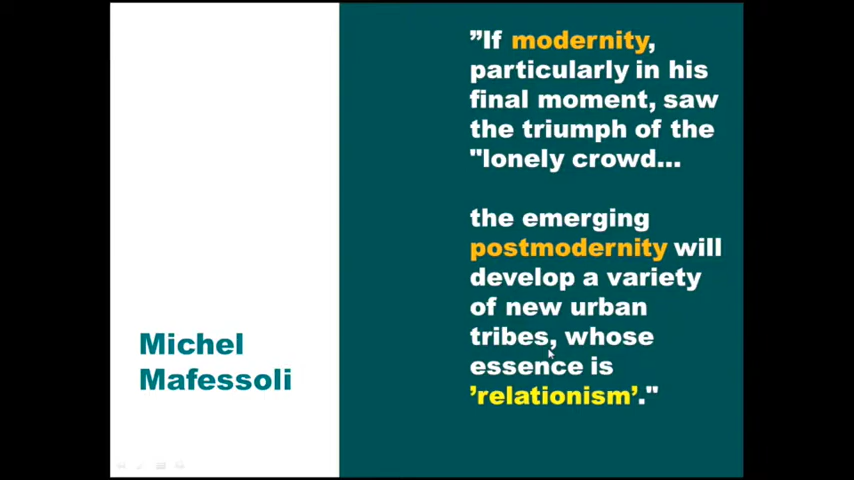 ”If modernity,
particularly in his
final moment, saw
the triumph of the
"lonely crowd...
the emerging
postmodernity will
develop a variety
of new urban
tribes, whose
essence is
’relationism’."
Michel
Mafessoli